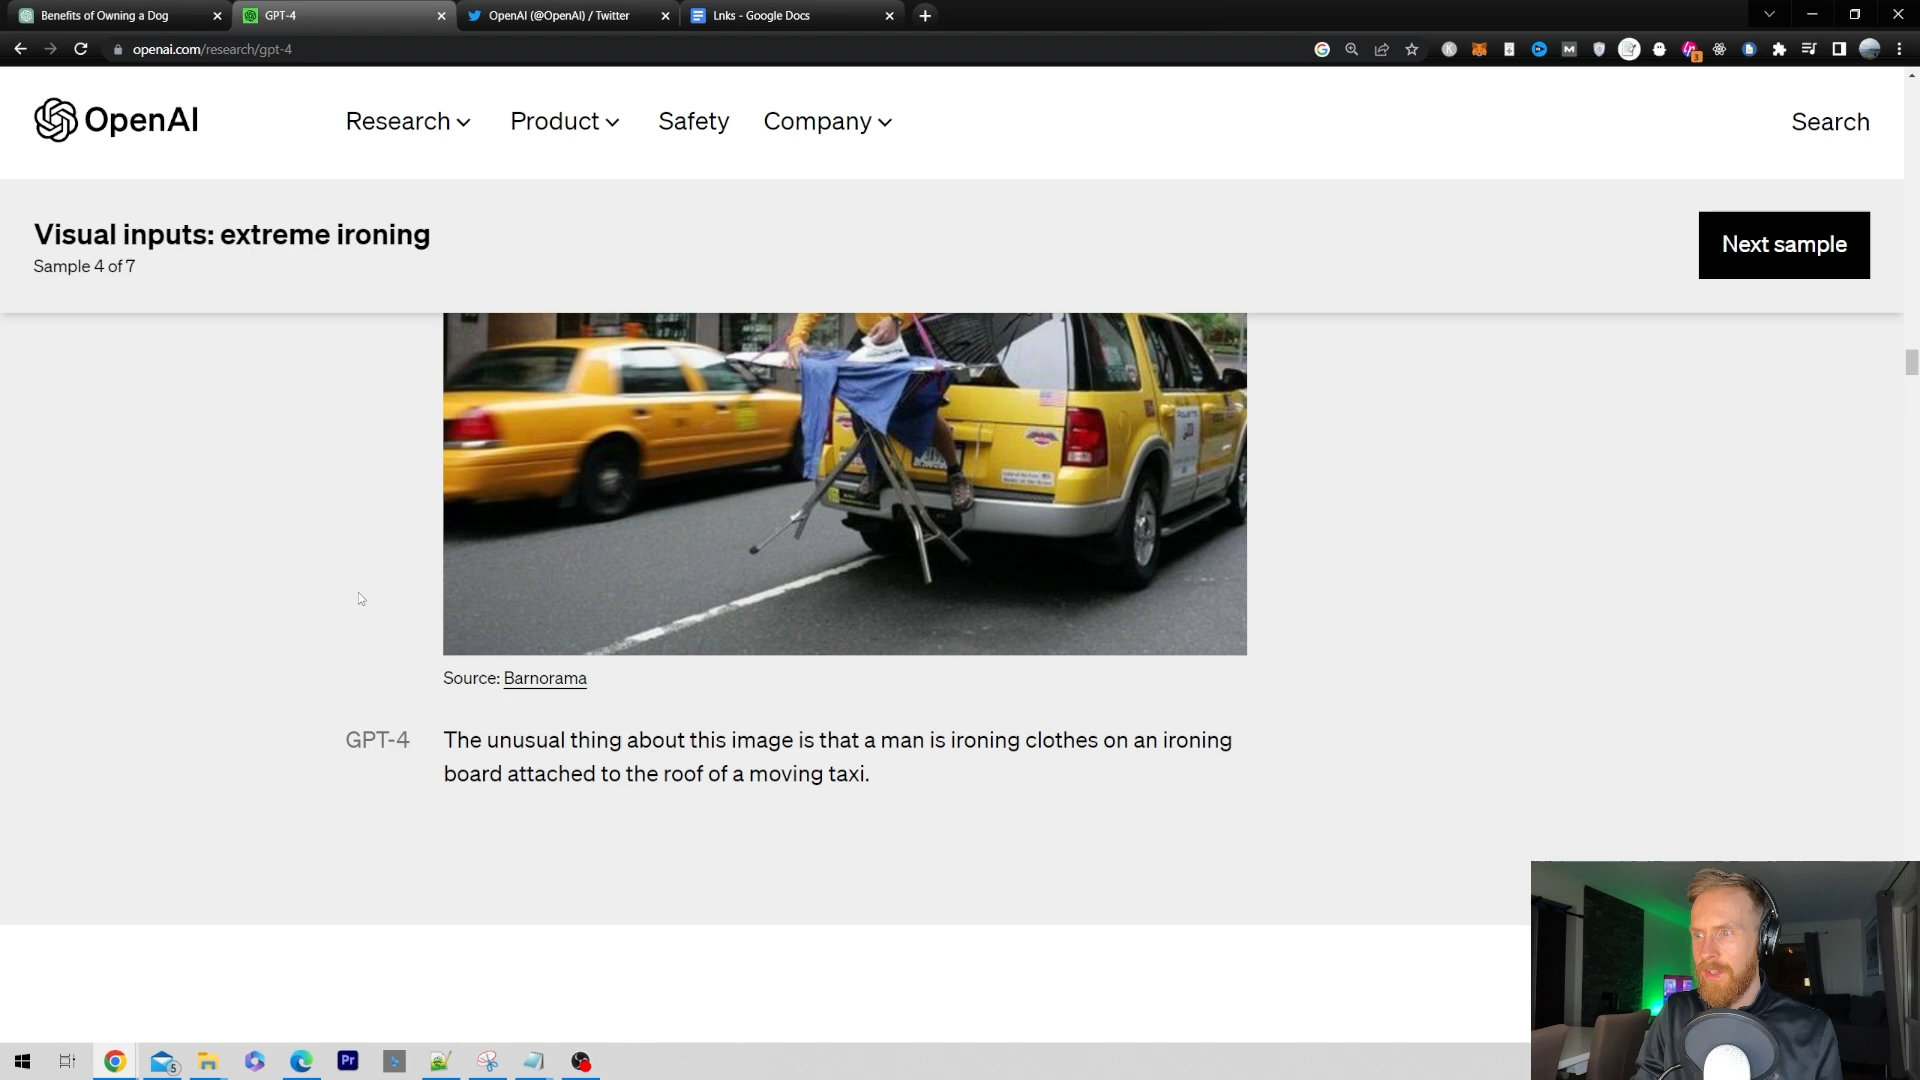 Benefits of Owning a Dog
GPT-4
OpenAI (@OpenAI) / Twitter
Lnks - Google Docs
openai.com/research/gpt-4
OpenAI
Research
Product
Safety
Company
Search
Visual inputs: extreme ironing
Sample 4 of 7
Next sample
Source: Barnorama
GPT-4
The unusual thing about this image is that a man is ironing clothes on an ironing
board attached to the roof of a moving taxi.
Pr
5
3